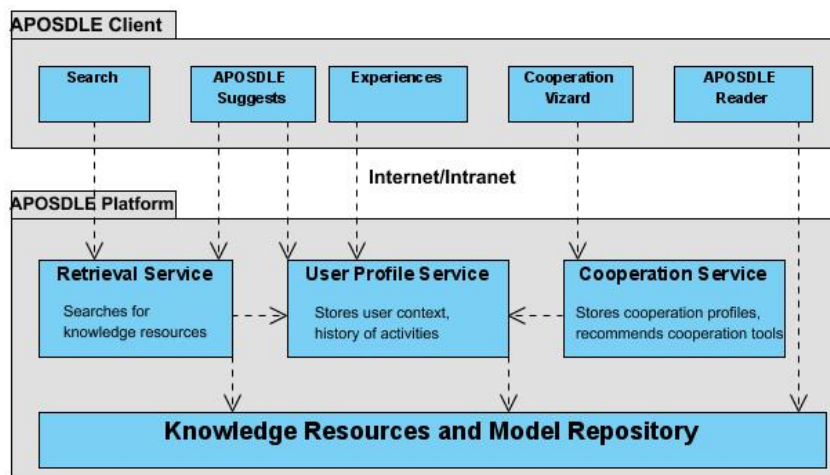 APOSDLE Client
Search
APOSDLE
Suggests
Experiences
Cooperation
Vizard
APOSDLE
Reader
Internet/Intranet
APOSDLE Platform
Retrieval Service
Searches for
knowledge resources
User Profile Service
Stores user context,
history of activities
Cooperation Service
Stores cooperation profiles,
recommends cooperation tools
Knowledge Resources and Model Repository